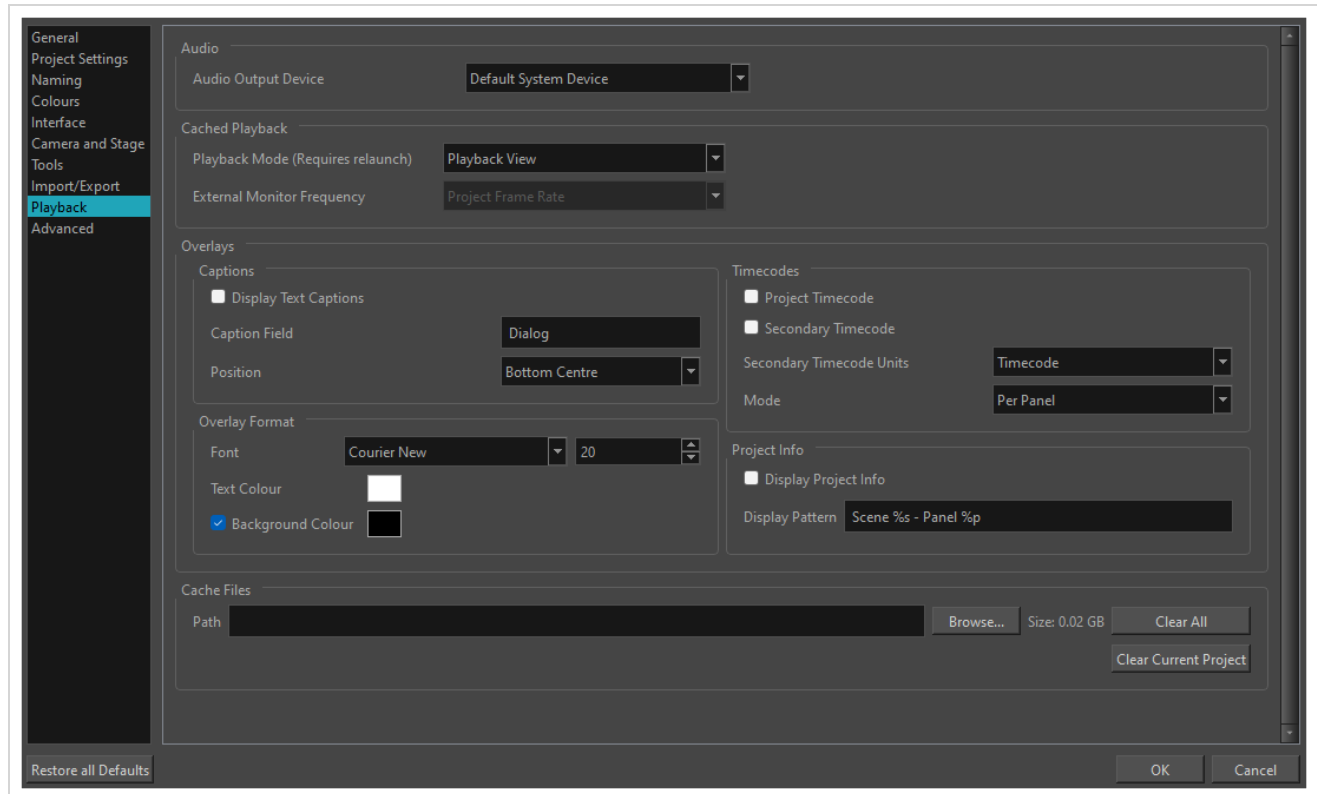 General
Project Settings
Naming
Colours
Interface
Camera and Stage
Tools
Import/Export
Playback
Advanced
Audio
Audio Output Device Default System Device
Cached Playback
Playback Mode (Requires relaunch) Playback View
External Monitor Frequency Project Frame Rate
Overlays
Captions
Display Text Captions
Caption Field Dialog
Position Bottom Centre
Overlay Format
Font Courier New 20
Text Colour
Background Colour
Timecodes
Project Timecode
Secondary Timecode
Secondary Timecode Units Timecode
Mode Per Panel
Project Info
Display Project Info
Display Pattern Scene %s - Panel %p
Cache Files
Path Browse... Size: 0.02 GB Clear All
Clear Current Project
Restore all Defaults OK Cancel